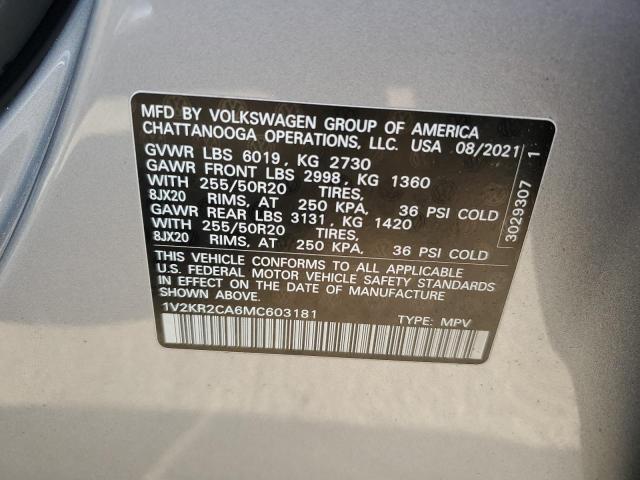 MFD BY VOLKSWAGEN GROUP OF AMERICA
CHATTANOOGA OPERATIONS, LLC. USA 08/2021
GVWR LBS 6019, KG 2730
GAWR FRONT LBS 2998, KG 1360
WITH 255/50R20 TIRES,
8JX20 RIMS, AT 250 KPA, 36 PSI COLD
GAWR REAR LBS 3131, KG 1420
WITH 255/50R20 TIRES,
8JX20 RIMS, AT 250 KPA, 36 PSI COLD
THIS VEHICLE CONFORMS TO ALL APPLICABLE
U.S. FEDERAL MOTOR VEHICLE SAFETY STANDARDS
IN EFFECT ON THE DATE OF MANUFACTURE
SHOWN ABOVE.
1V2KR2CA6MC603181 TYPE: MPV
3029307 1